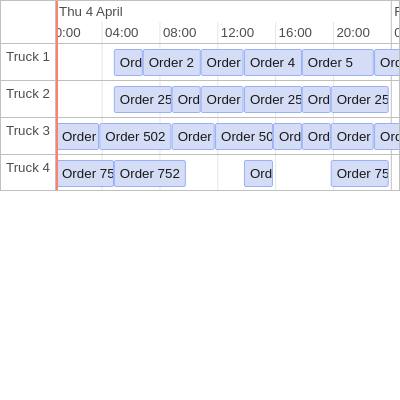 Thu 4 April
0:00 04:00 08:00 12:00 16:00 20:00
Truck 1 Ord Order 2 Order Order 4 Order 5 Ord
Truck 2 Order 25 Ord Order Order 25 Ord Order 25
Truck 3 Order Order 502 Order Order 50 Ord Ord Order Ord
Truck 4 Order 75 Order 752 Ord Order 75